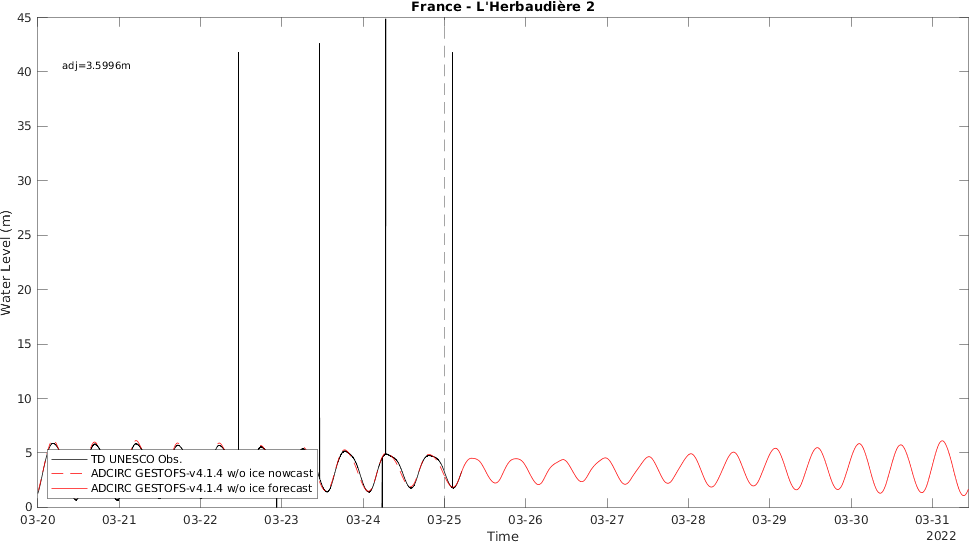 France - L'Herbaudière 2
adj=3.5996m
45
40
35
30
25
20
15
10
5
0
Water Level (m)
TD UNESCO Obs.
ADCIRC GESTOFS-v4.1.4 w/o ice nowcast
ADCIRC GESTOFS-v4.1.4 w/o ice forecast
03-20 03-21 03-22 03-23 03-24 03-25 03-26 03-27 03-28 03-29 03-30 03-31
Time
2022